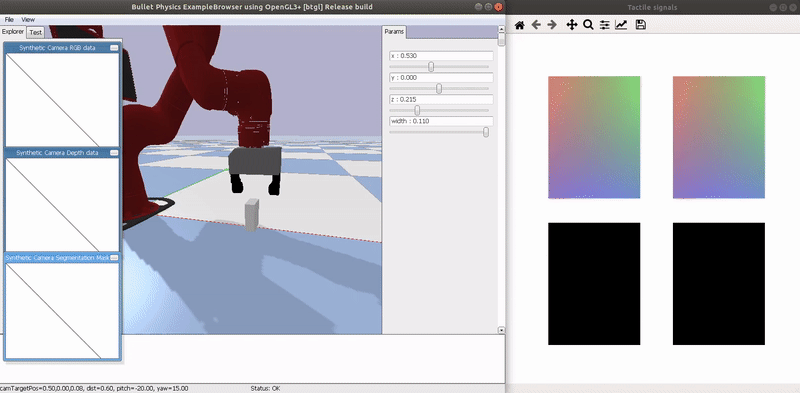 Bullet Physics ExampleBrowser using OpenGL3+ [btgl] Release build
File View
Explorer Test
Synthetic Camera RGB data
Synthetic Camera Depth data
Synthetic Camera Segmentation Mask
Params
x : 0.530
y : 0.000
z : 0.215
width : 0.110
camTargetPos=0.50,0.00,0.08, dist=0.60, pitch=-20.00, yaw=15.00
Status: OK
Tactile signals